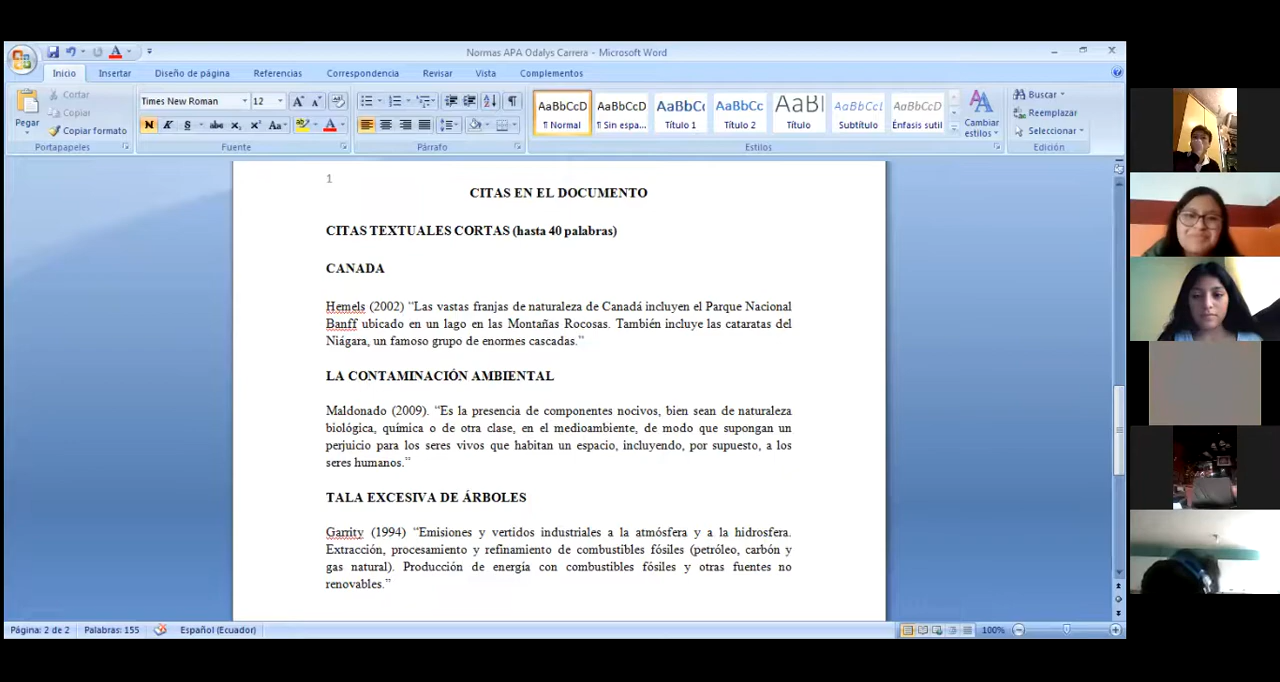 Normas APA Odalys Carrera - Microsoft Word
Inicio Insertar Diseño de página Referencias Correspondencia Revisar Vista Complementos
Pegar
Cortar
Copiar
Copiar formato
Portapapeles
Times New Roman 12
N K S abc x₂ x² Aa
Fuente
Párrafo
AaBbCcD AaBbCcD AaBbCc AaBbCc AaBl AaBbCcL AaBbCcD
¶ Normal ¶ Sin espa... Título 1 Título 2 Título Subtítulo Énfasis sutil
Cambiar
estilos
Estilos
Buscar
Reemplazar
Seleccionar
Edición
1
CITAS EN EL DOCUMENTO
CITAS TEXTUALES CORTAS (hasta 40 palabras)
CANADA
Hemels (2002) “Las vastas franjas de naturaleza de Canadá incluyen el Parque Nacional
Banff ubicado en un lago en las Montañas Rocosas. También incluye las cataratas del
Niágara, un famoso grupo de enormes cascadas.”
LA CONTAMINACIÓN AMBIENTAL
Maldonado (2009). “Es la presencia de componentes nocivos, bien sean de naturaleza
biológica, química o de otra clase, en el medioambiente, de modo que supongan un
perjuicio para los seres vivos que habitan un espacio, incluyendo, por supuesto, a los
seres humanos.”
TALA EXCESIVA DE ÁRBOLES
Garrity (1994) “Emisiones y vertidos industriales a la atmósfera y a la hidrosfera.
Extracción, procesamiento y refinamiento de combustibles fósiles (petróleo, carbón y
gas natural). Producción de energía con combustibles fósiles y otras fuentes no
renovables.”
Página: 2 de 2 Palabras: 155 Español (Ecuador) 100%